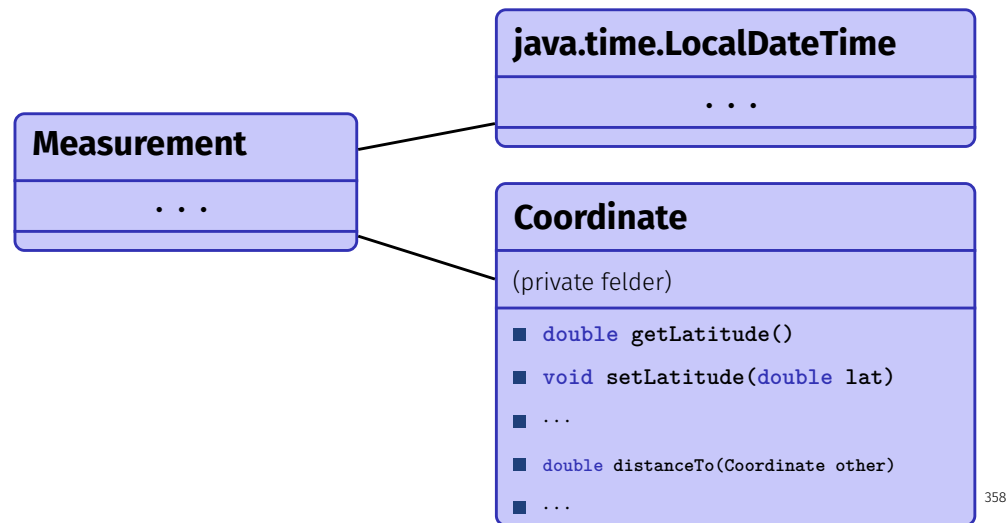 java.time.LocalDateTime
. . .
Measurement
. . .
Coordinate
(private felder)
double getLatitude()
void setLatitude(double lat)
...
double distanceTo(Coordinate other)
...
358